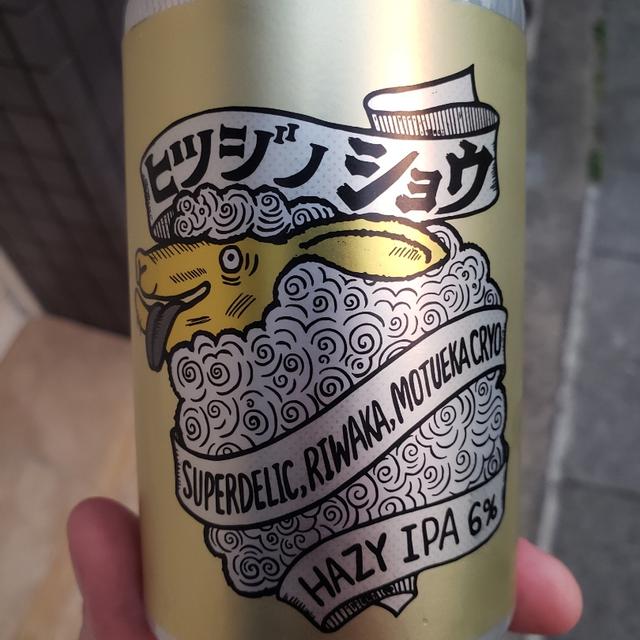 ヒツジノ ショウ
SUPERDELIC, RIWAKA, MOTUEKA CRYO
HAZY IPA 6%